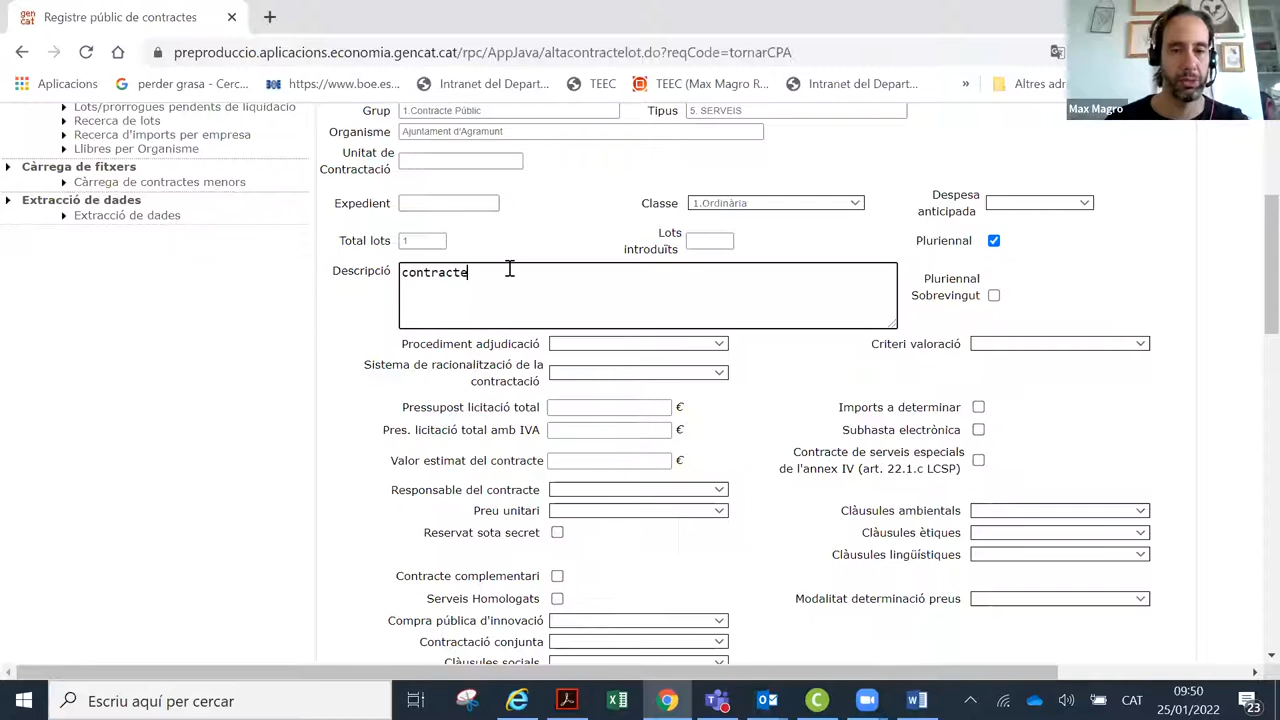 gen cat
Registre públic de contractes
preproduccio.aplicacions.economia.gencat.cat/rpc/AppJava/altacontractelot.do?reqCode=tornarCPA
Aplicacions
perder grasa - Cerc...
https://www.boe.es...
Intranet del Depart...
TEEC
TEEC (Max Magro R...
Intranet del Depart...
»
Altres adr
Max Magro
Lots/prorrogues pendents de liquidació
Recerca de lots
Recerca d'imports per empresa
Llibres per Organisme
Càrrega de fitxers
Càrrega de contractes menors
Extracció de dades
Extracció de dades
Grup 1.Contracte Públic Tipus 5. SERVEIS
Organisme Ajuntament d'Agramunt
Unitat de Contractació
Expedient Classe 1.Ordinària Despesa anticipada
Total lots 1 Lots introduïts Pluriennal
Descripció contracte Pluriennal Sobrevingut
Procediment adjudicació Criteri valoració
Sistema de racionalització de la contractació
Pressupost licitació total € Imports a determinar
Pres. licitació total amb IVA € Subhasta electrònica
Valor estimat del contracte € Contracte de serveis especials de l'annex IV (art. 22.1.c LCSP)
Responsable del contracte
Preu unitari Clàusules ambientals
Reservat sota secret Clàusules ètiques
Clàusules lingüístiques
Contracte complementari
Serveis Homologats Modalitat determinació preus
Compra pública d'innovació
Contractació conjunta
Clàusules socials
Escriu aquí per cercar
CAT
09:50
25/01/2022
23